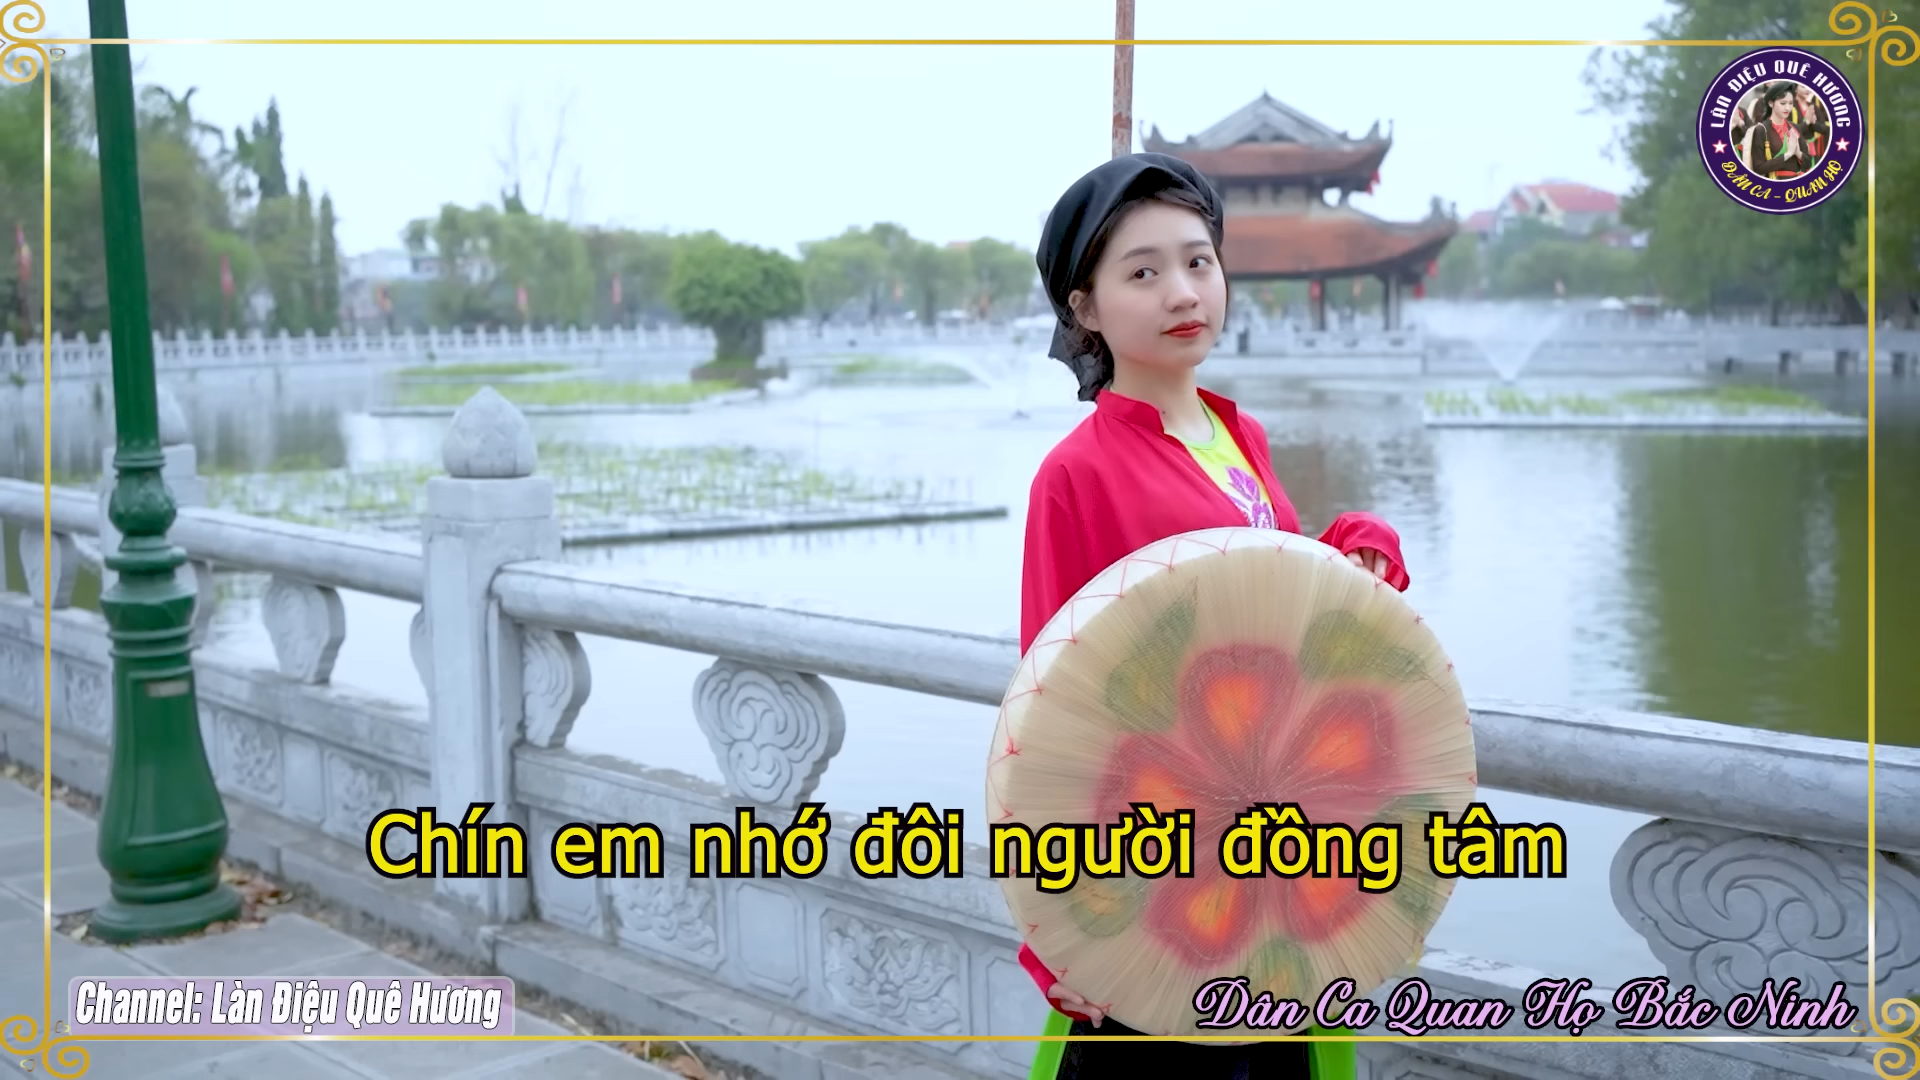 LÀN ĐIỆU QUÊ HƯƠNG
DÂN CA - QUAN HỌ
Chín em nhớ đôi người đồng tâm
Channel: Làn Điệu Quê Hương
Dân Ca Quan Họ Bắc Ninh